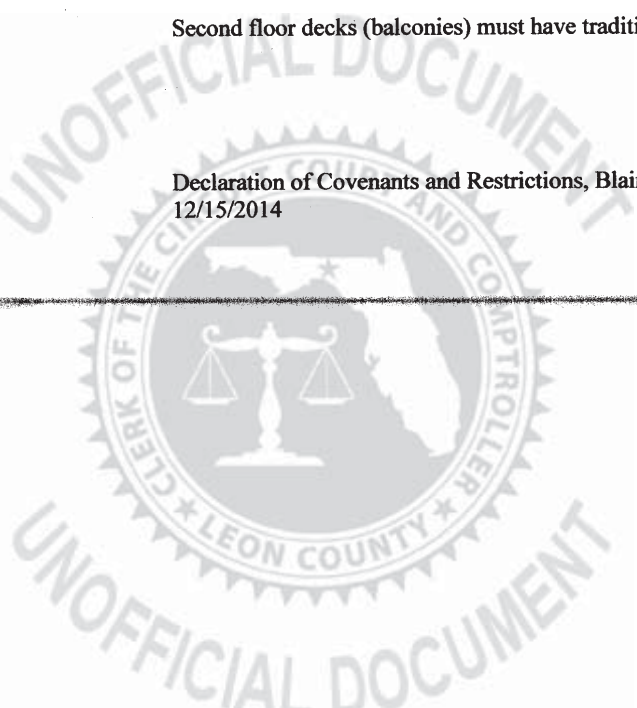 Second floor decks (balconies) must have traditi
UNOFFICIAL DOCUMENT
Declaration of Covenants and Restrictions, Blair
12/15/2014
CLERK OF THE CIRCUIT COURT AND COMPTROLLER
LEON COUNTY
UNOFFICIAL DOCUMENT